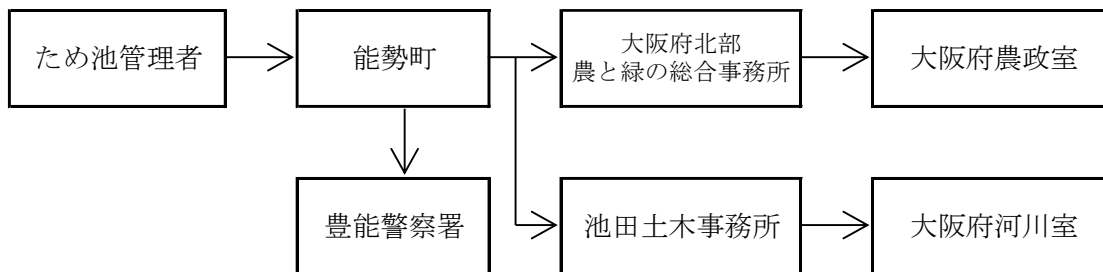 ため池管理者
能勢町
大阪府北部
農と緑の総合事務所
大阪府農政室
豊能警察署
池田土木事務所
大阪府河川室